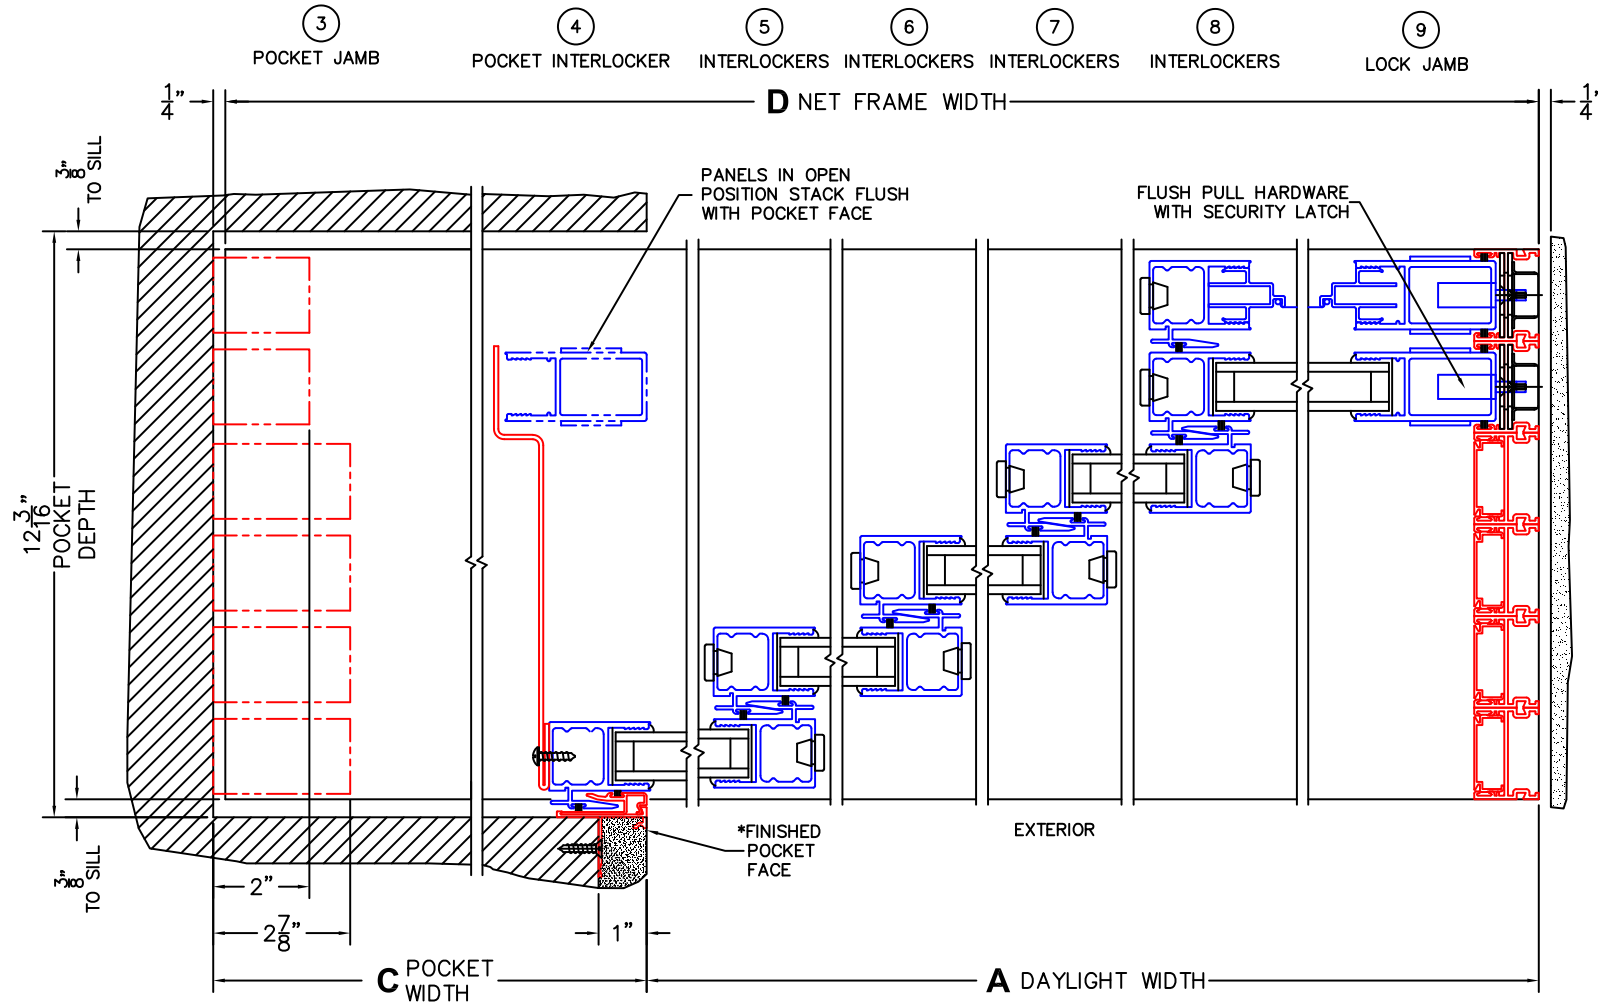 3
POCKET JAMB
4
POCKET INTERLOCKER
5
INTERLOCKERS
6
INTERLOCKERS
7
INTERLOCKERS
8
INTERLOCKERS
9
LOCK JAMB
1/4"
D NET FRAME WIDTH
1/4"
3/8"
TO SILL
PANELS IN OPEN
POSITION STACK FLUSH
WITH POCKET FACE
FLUSH PULL HARDWARE
WITH SECURITY LATCH
12 3/16"
POCKET
DEPTH
*FINISHED
POCKET
FACE
EXTERIOR
3/8"
TO SILL
2"
2 7/8"
1"
C POCKET
WIDTH
A DAYLIGHT WIDTH